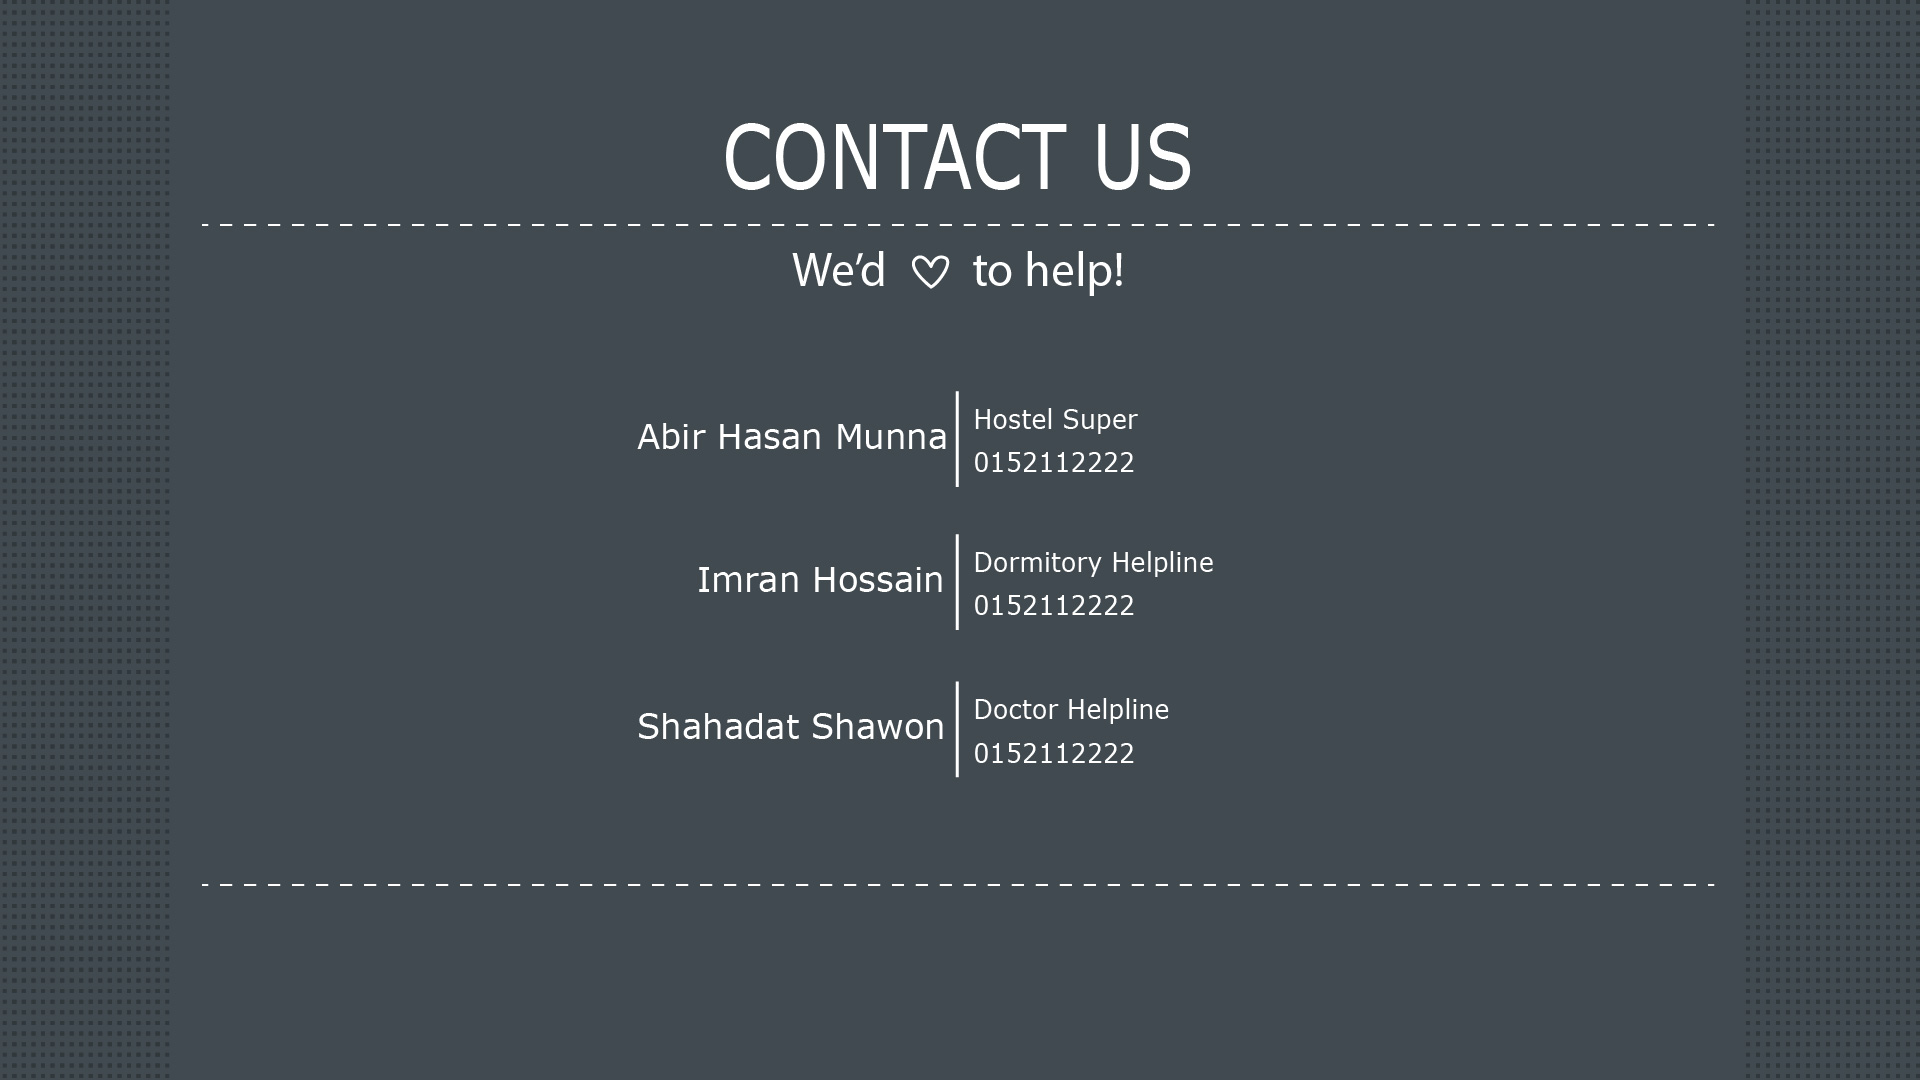 CONTACT US
We’d ♡ to help!
Abir Hasan Munna
Hostel Super
0152112222
Imran Hossain
Dormitory Helpline
0152112222
Shahadat Shawon
Doctor Helpline
0152112222